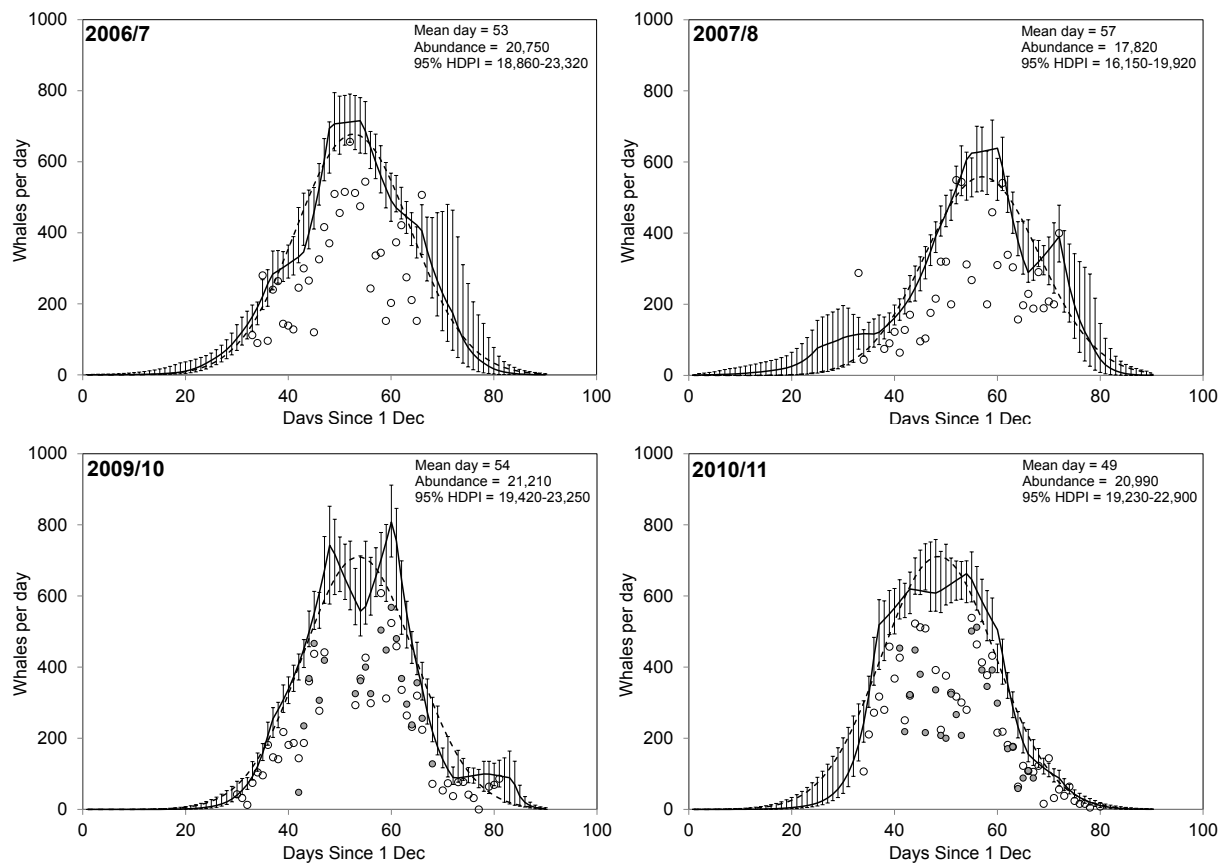 2006/7
Mean day = 53
Abundance = 20,750
95% HDPI = 18,860-23,320
Whales per day
1000
800
600
400
200
0
0 20 40 60 80 100
Days Since 1 Dec
2007/8
Mean day = 57
Abundance = 17,820
95% HDPI = 16,150-19,920
Whales per day
1000
800
600
400
200
0
0 20 40 60 80 100
Days Since 1 Dec
2009/10
Mean day = 54
Abundance = 21,210
95% HDPI = 19,420-23,250
Whales per day
1000
800
600
400
200
0
0 20 40 60 80 100
Days Since 1 Dec
2010/11
Mean day = 49
Abundance = 20,990
95% HDPI = 19,230-22,900
Whales per day
1000
800
600
400
200
0
0 20 40 60 80 100
Days Since 1 Dec